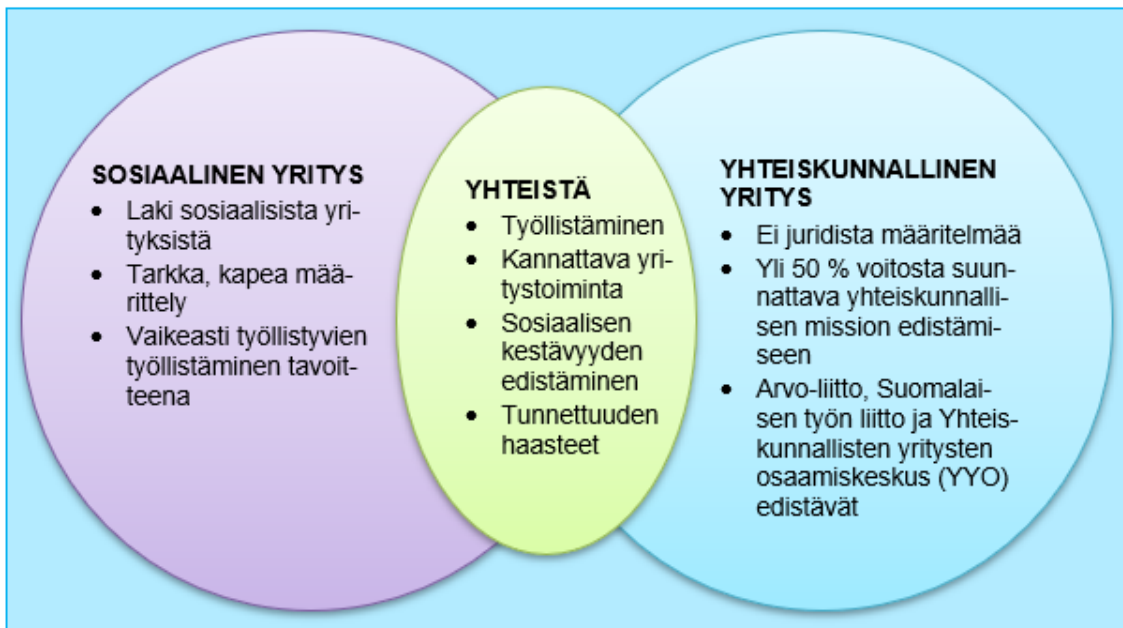 SOSIAALINEN YRITYS
• Laki sosiaalisista yri-
tyksistä
• Tarkka, kapea mää-
rittely
• Vaikeasti työllistyvien
työllistäminen tavoit-
teena
YHTEISTÄ
• Työllistäminen
• Kannattava yri-
tystoiminta
• Sosiaalisen
kestävyyden
edistäminen
• Tunnettuuden
haasteet
YHTEISKUNNALLINEN
YRITYS
• Ei juridista määritelmää
• Yli 50 % voitosta suun-
nattava yhteiskunnalli-
sen mission edistämi-
seen
• Arvo-liitto, Suomalai-
sen työn liitto ja Yhteis-
kunnallisten yritysten
osaamiskeskus (YYO)
edistävät